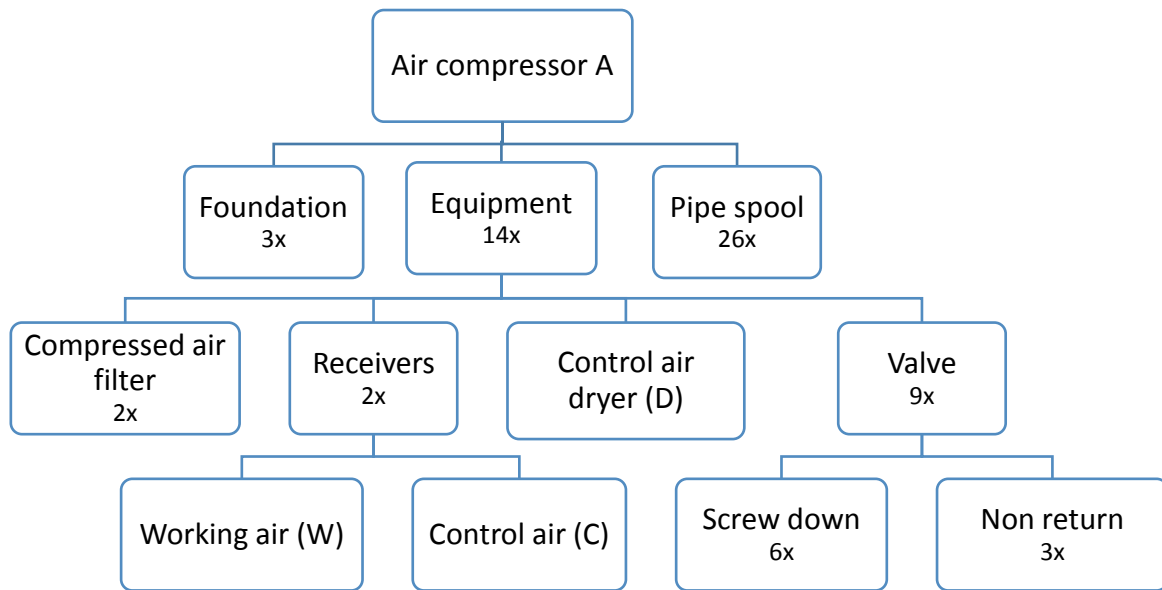 Air compressor A
Foundation
3x
Equipment
14x
Pipe spool
26x
Compressed air
filter
2x
Receivers
2x
Control air
dryer (D)
Valve
9x
Working air (W)
Control air (C)
Screw down
6x
Non return
3x